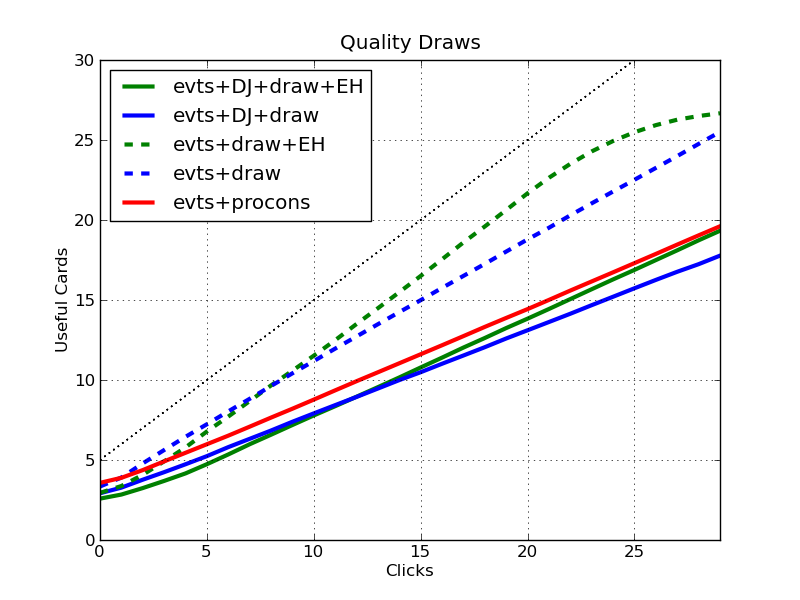 Quality Draws
30
25
20
15
10
5
0
Useful Cards
evts+DJ+draw+EH
evts+DJ+draw
evts+draw+EH
evts+draw
evts+procons
0 5 10 15 20 25
Clicks